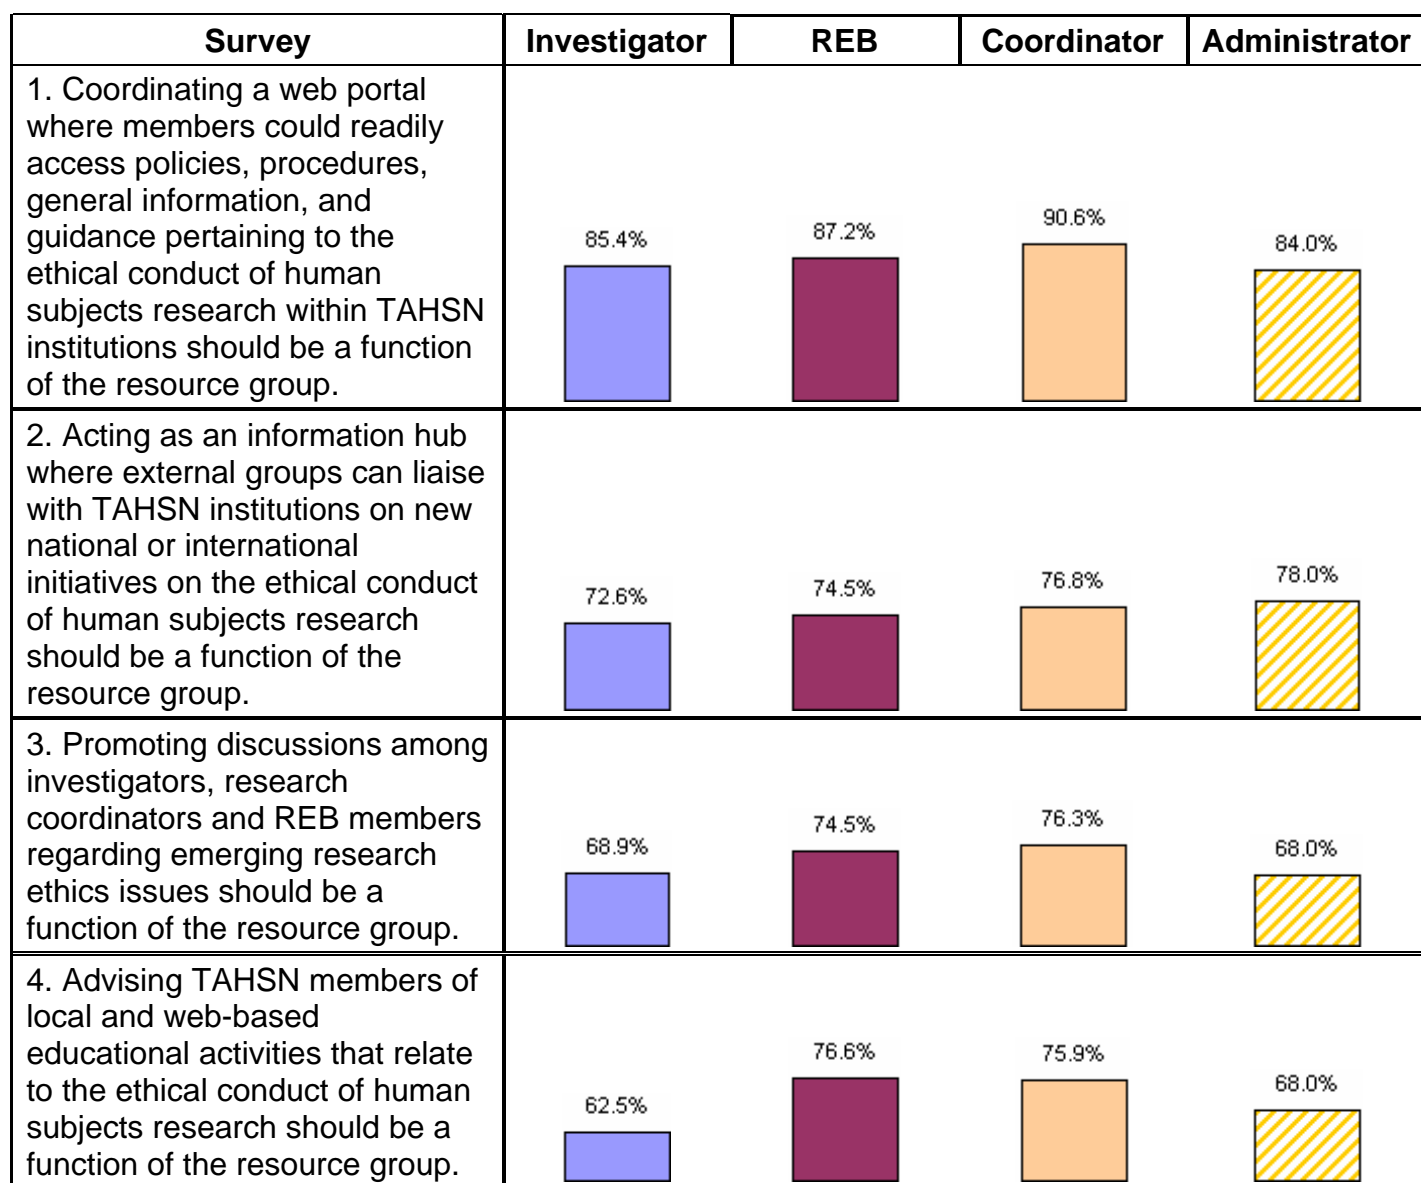 Survey Investigator REB Coordinator Administrator
1. Coordinating a web portal
where members could readily
access policies, procedures,
general information, and
guidance pertaining to the
ethical conduct of human
subjects research within TAHSN
institutions should be a function
of the resource group.
85.4% 87.2% 90.6% 84.0%
2. Acting as an information hub
where external groups can liaise
with TAHSN institutions on new
national or international
initiatives on the ethical conduct
of human subjects research
should be a function of the
resource group.
72.6% 74.5% 76.8% 78.0%
3. Promoting discussions among
investigators, research
coordinators and REB members
regarding emerging research
ethics issues should be a
function of the resource group.
68.9% 74.5% 76.3% 68.0%
4. Advising TAHSN members of
local and web-based
educational activities that relate
to the ethical conduct of human
subjects research should be a
function of the resource group.
62.5% 76.6% 75.9% 68.0%